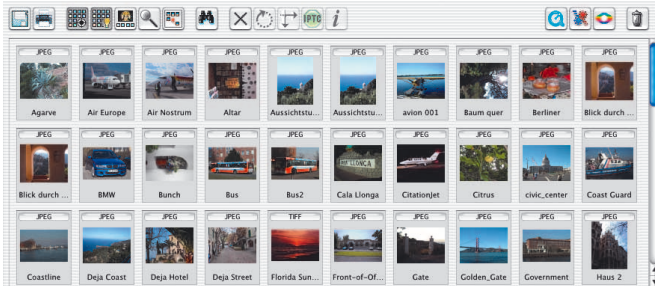 IPTC
JPEG JPEG JPEG JPEG JPEG JPEG JPEG JPEG JPEG JPEG
Agarve Air Europe Air Nostrum Altar Aussichtstu... Aussichtstu... avion 001 Baum quer Berliner Blick durch ...
JPEG JPEG JPEG JPEG JPEG JPEG JPEG JPEG JPEG JPEG
Blick durch ... BMW Bunch Bus Bus2 Cala Llonga CitationJet Citrus civic_center Coast Guard
JPEG JPEG JPEG JPEG TIFF JPEG JPEG JPEG JPEG JPEG
Coastline Deja Coast Deja Hotel Deja Street Florida Sun... Front-of-Of... Gate Golden_Gate Government Haus 2